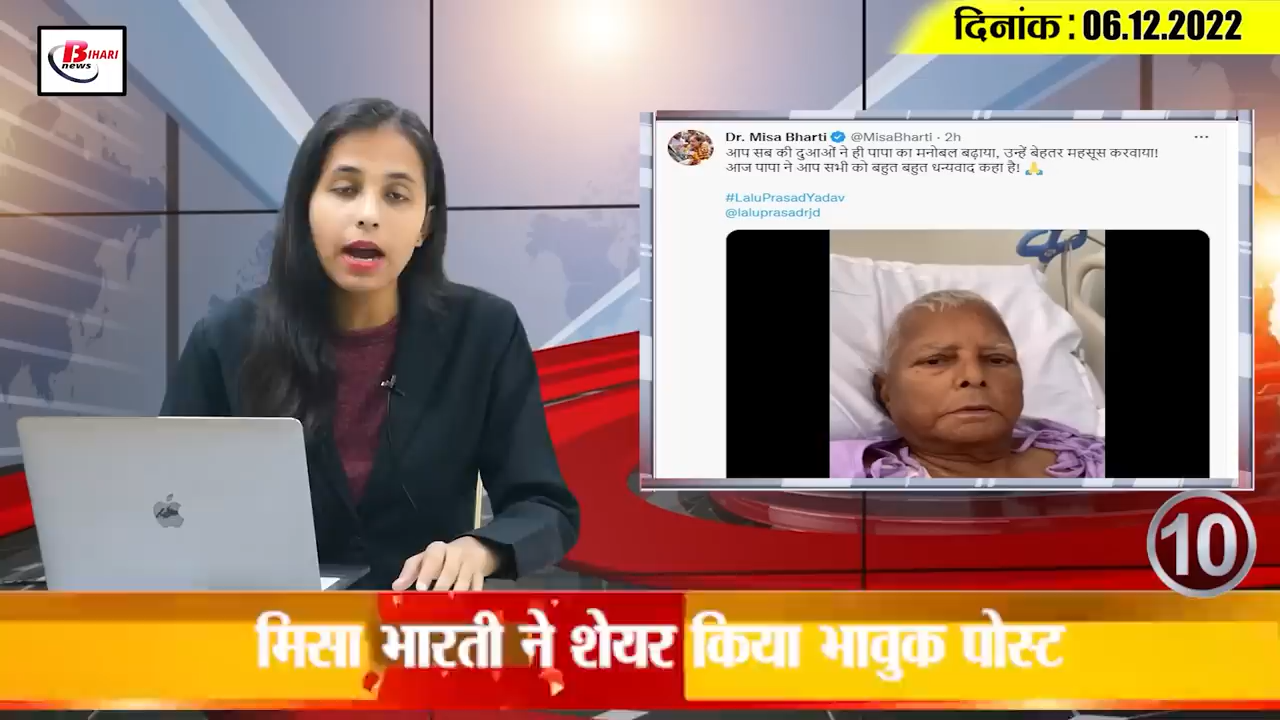 BIHARI
news
दिनांक : 06.12.2022
Dr. Misa Bharti @MisaBharti · 2h
आप सब की दुआओं ने ही पापा का मनोबल बढ़ाया, उन्हें बेहतर महसूस करवाया!
आज पापा ने आप सभी को बहुत बहुत धन्यवाद कहा है! 🙏
#LaluPrasadYadav
@laluprasadrjd
10
मिसा भारती ने शेयर किया भावुक पोस्ट